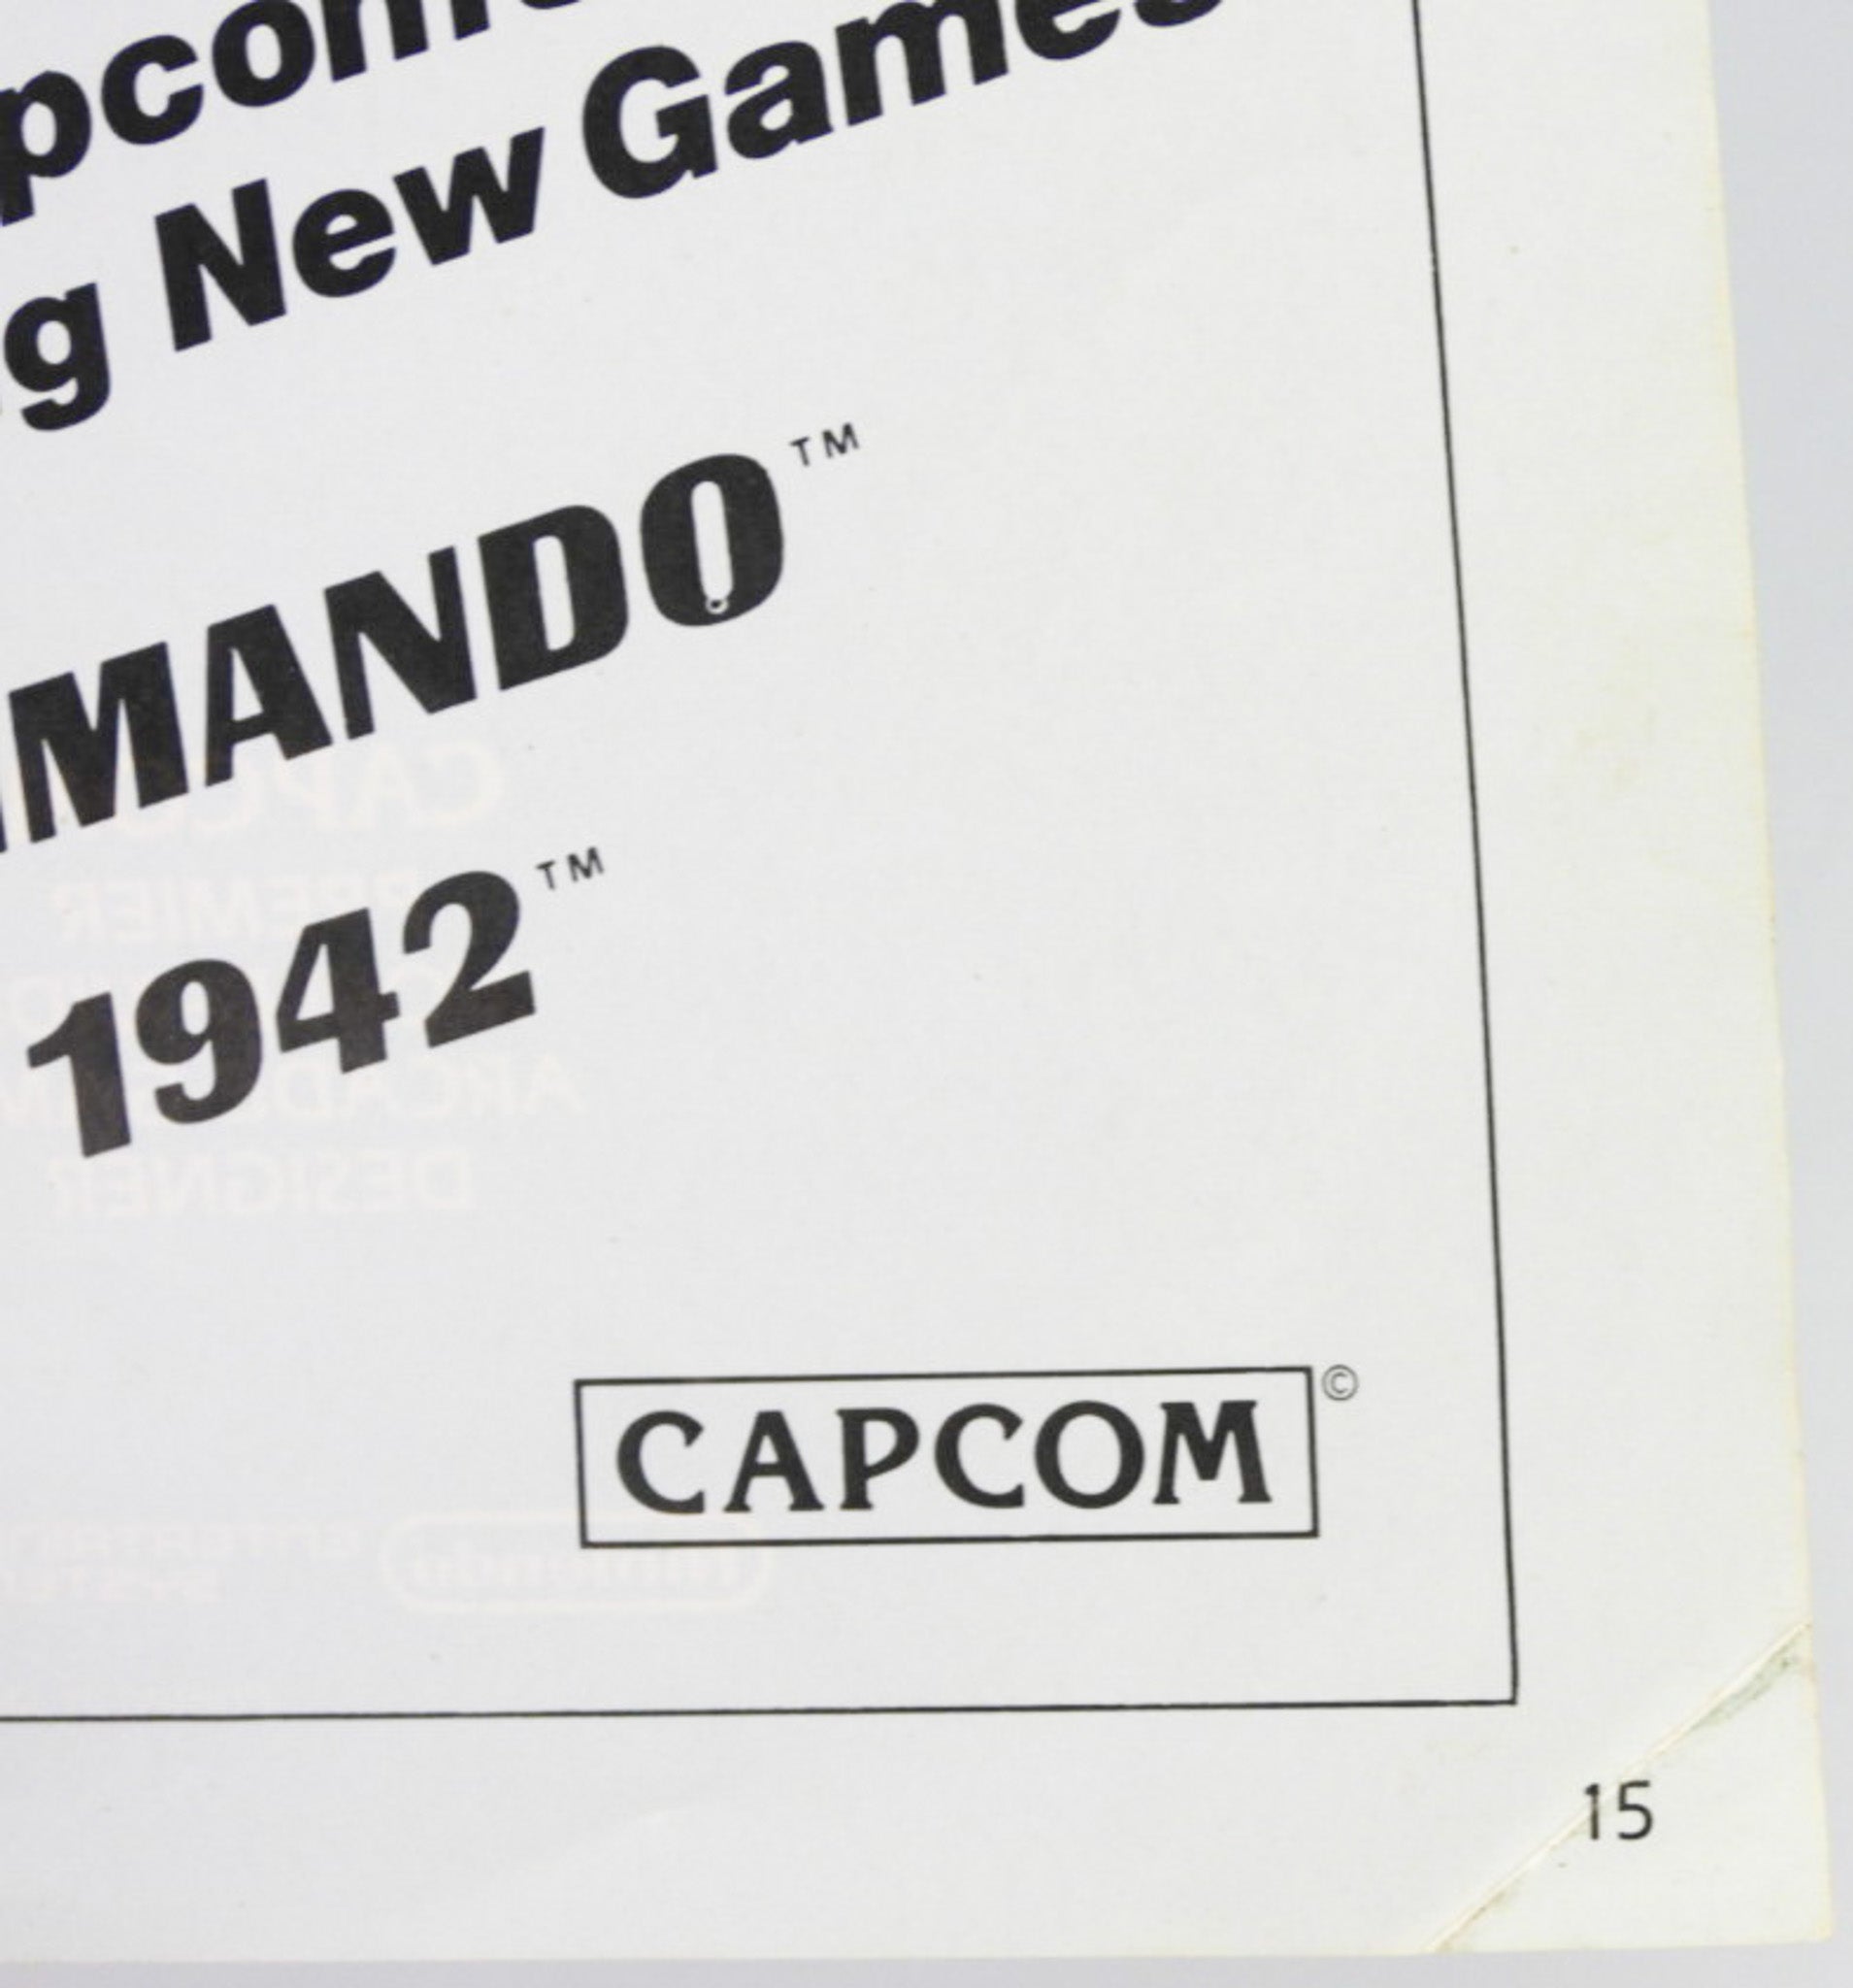 pcom
g New Games
MANDO™
1942™
CAPCOM©
15